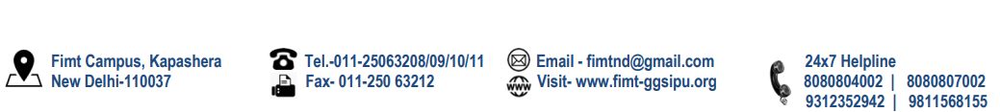 Fimt Campus, Kapashera
New Delhi-110037
Tel.-011-25063208/09/10/11
Fax- 011-250 63212
Email - fimtnd@gmail.com
www Visit- www.fimt-ggsipu.org
24x7 Helpline
8080804002 | 8080807002
9312352942 | 9811568155